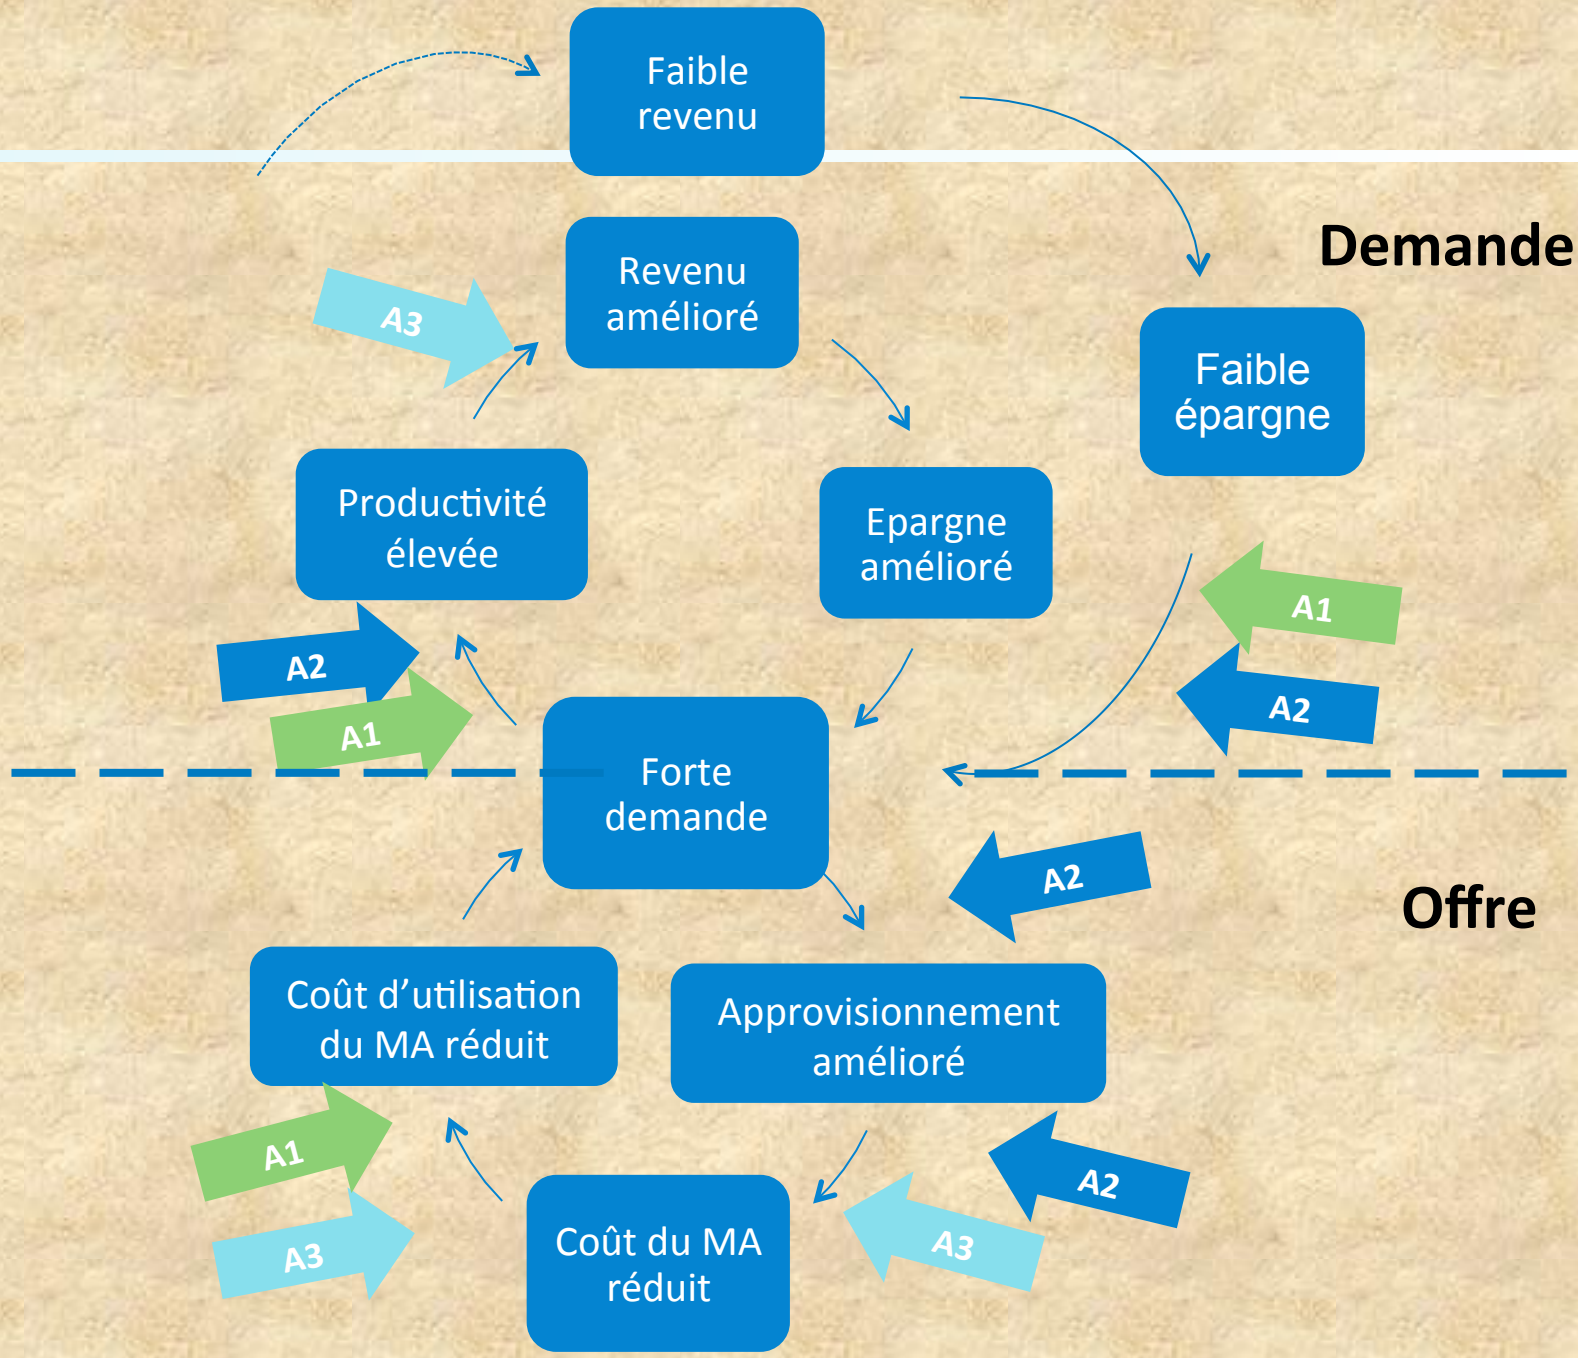 Faible
revenu
Demande
Revenu
amélioré
A3
Faible
épargne
Productivité
élevée
Epargne
amélioré
A1
A2
A2
A1
Forte
demande
A2
Offre
Coût d’utilisation
du MA réduit
Approvisionnement
amélioré
A1
A2
A3
A3
Coût du MA
réduit